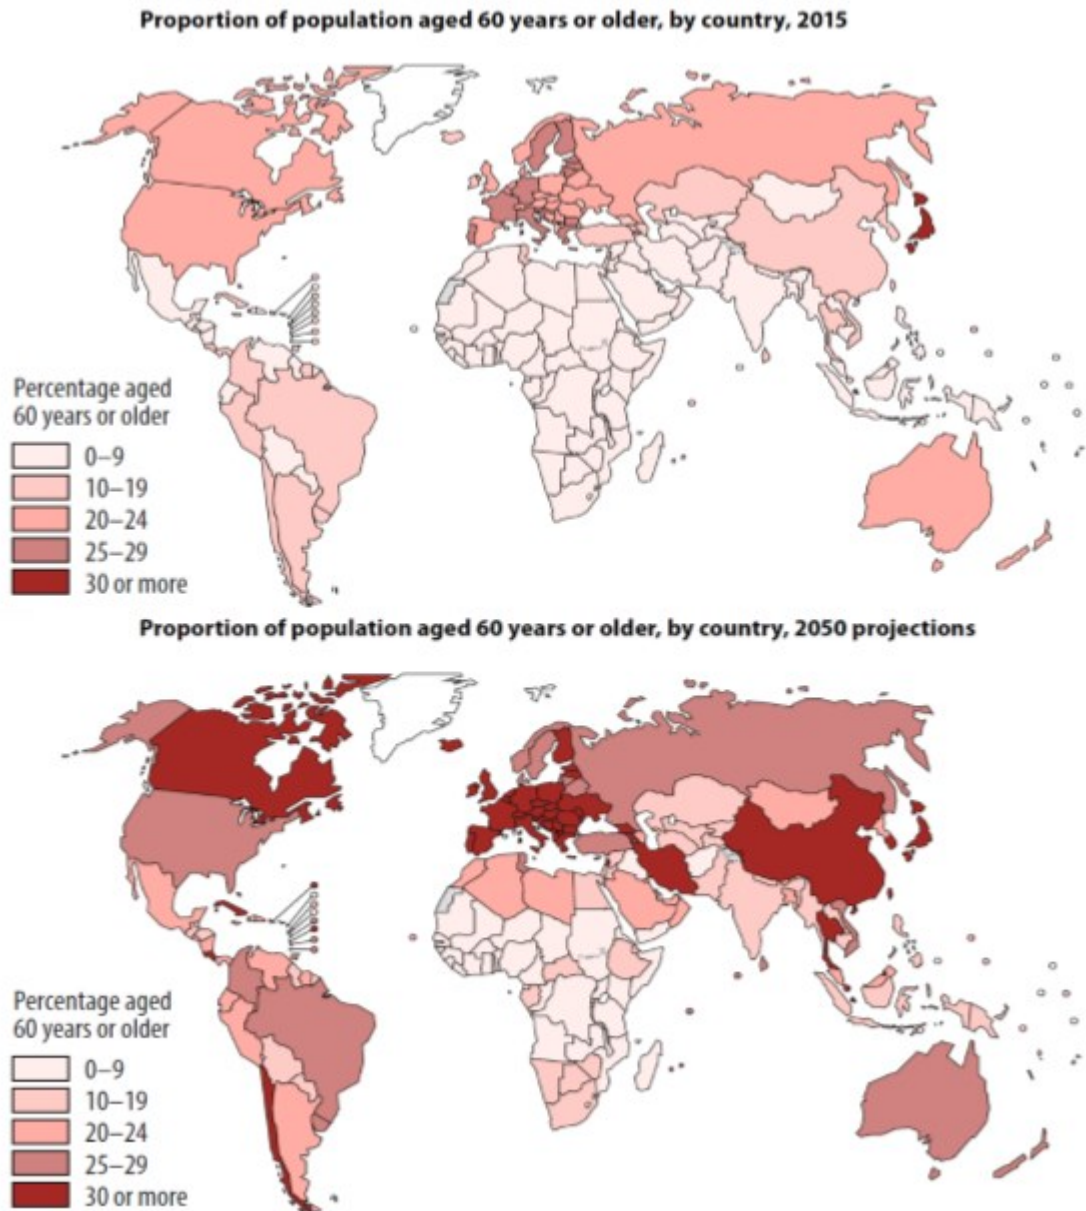 Proportion of population aged 60 years or older, by country, 2015
Percentage aged
60 years or older
0–9
10–19
20–24
25–29
30 or more
Proportion of population aged 60 years or older, by country, 2050 projections
Percentage aged
60 years or older
0–9
10–19
20–24
25–29
30 or more